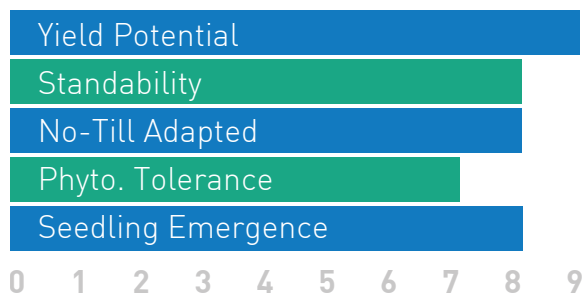 Yield Potential
Standability
No-Till Adapted
Phyto. Tolerance
Seedling Emergence
0 1 2 3 4 5 6 7 8 9